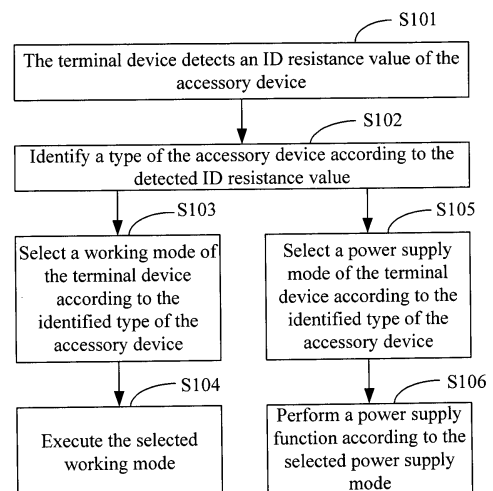 S101
The terminal device detects an ID resistance value of the
accessory device
S102
Identify a type of the accessory device according to the
detected ID resistance value
S103
Select a working mode of
the terminal device
according to the
identified type of the
accessory device
S105
Select a power supply
mode of the terminal
device according to the
identified type of the
accessory device
S104
Execute the selected
working mode
S106
Perform a power supply
function according to the
selected power supply
mode